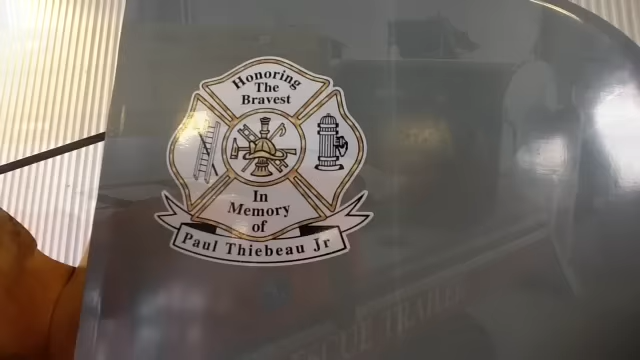 Honoring
The
Bravest
In
Memory
of
Paul Thiebeau Jr